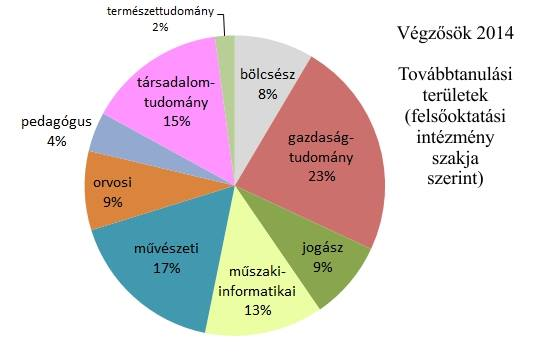 Végzősök 2014
Továbbtanulási
területek
(felsőoktatási
intézmény
szakja
szerint)
természettudomány
2%
bölcsész
8%
gazdaság-
tudomány
23%
jogász
9%
műszaki-
informatikai
13%
művészeti
17%
orvosi
9%
pedagógus
4%
társadalom-
tudomány
15%